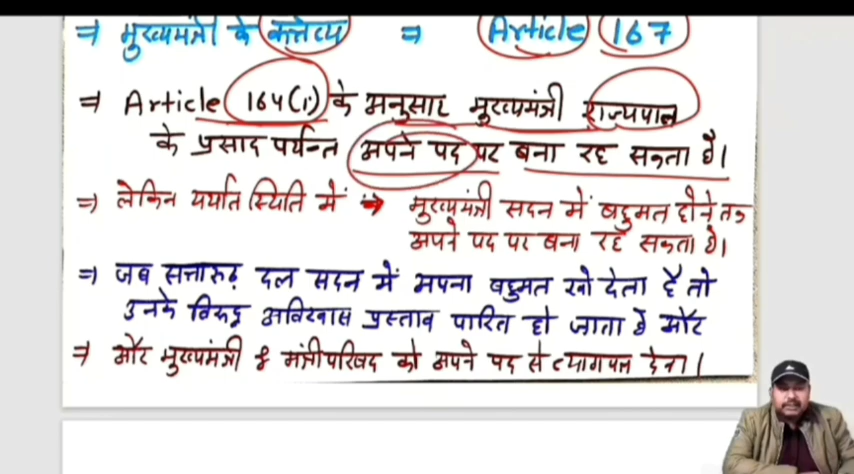 ⇒ मुख्यमंत्री के कर्त्तव्य ⇒ Article 167
⇒ Article 164(i) के अनुसार मुख्यमंत्री राज्यपाल
के प्रसाद पर्यन्त अपने पद पर बना रह सकता है।
⇒ लेकिन यर्थात स्थिति में → मुख्यमंत्री सदन में बहुमत होने तक
अपने पद पर बना रह सकता है।
⇒ जब सत्तारूढ़ दल सदन में अपना बहुमत खो देता है तो
उनके विरुद्ध अविश्वास प्रस्ताव पारित हो जाता है और
⇒ और मुख्यमंत्री & मंत्रीपरिषद को अपने पद से त्यागपत्र देना।